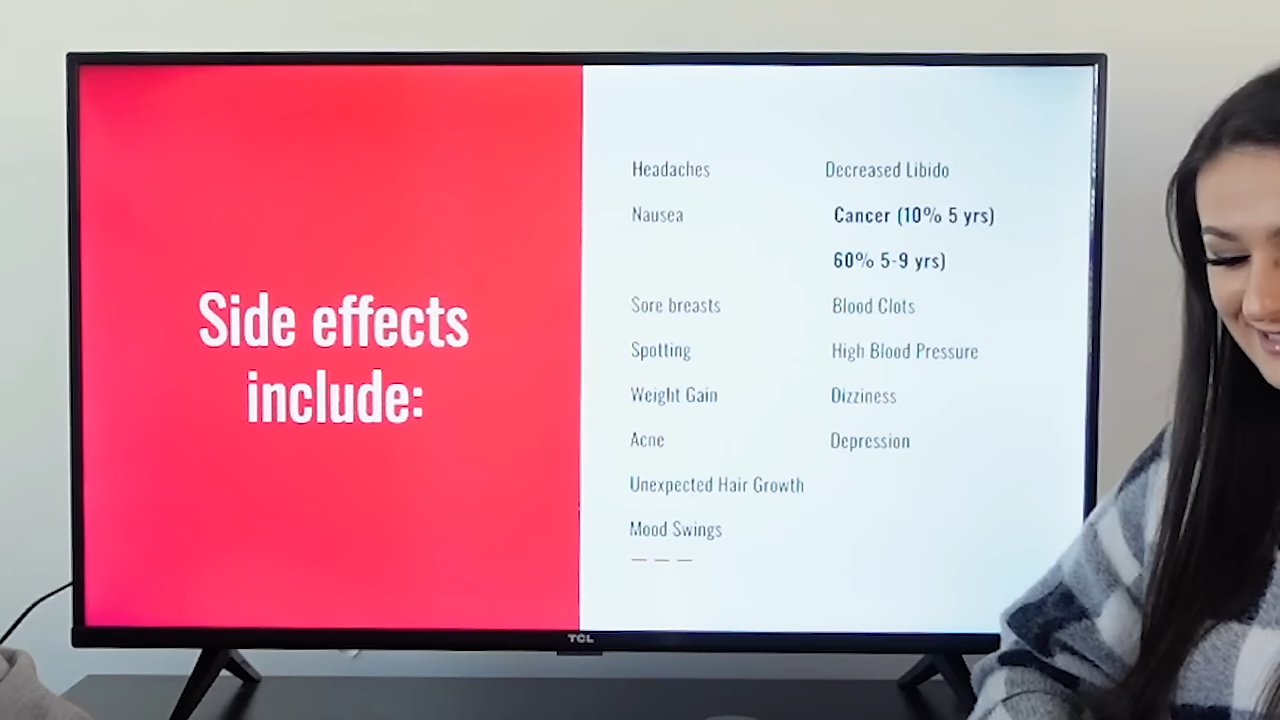 Side effects
include:
Headaches
Nausea
Sore breasts
Spotting
Weight Gain
Acne
Unexpected Hair Growth
Mood Swings
Decreased Libido
Cancer (10% 5 yrs)
60% 5-9 yrs)
Blood Clots
High Blood Pressure
Dizziness
Depression
TCL